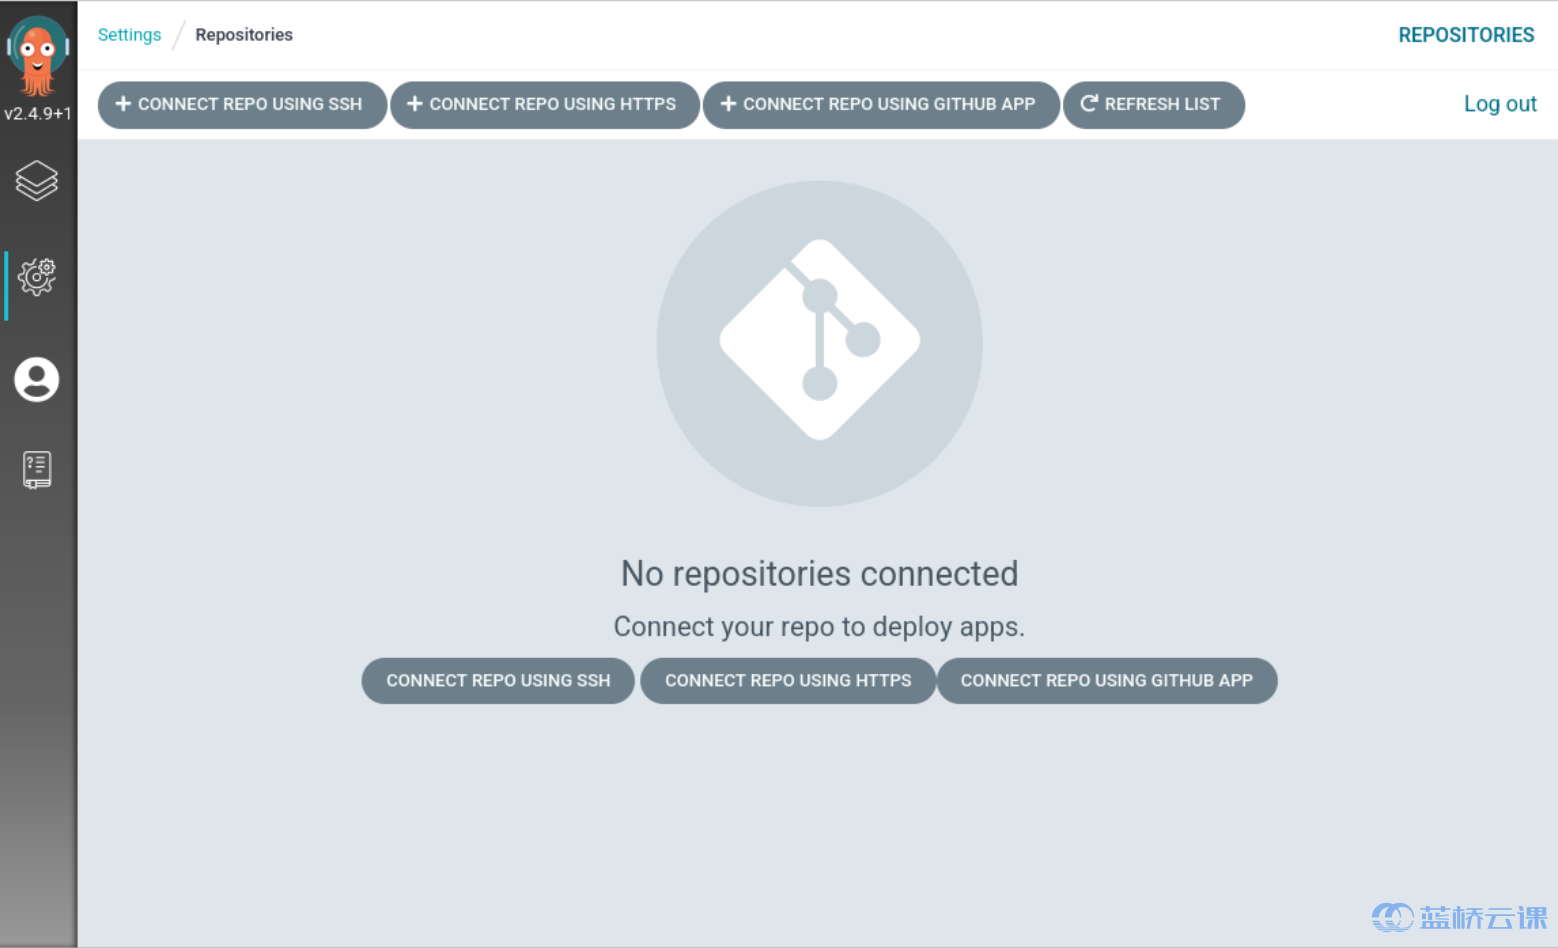 Settings / Repositories
REPOSITORIES
v2.4.9+1
CONNECT REPO USING SSH
CONNECT REPO USING HTTPS
CONNECT REPO USING GITHUB APP
REFRESH LIST
Log out
No repositories connected
Connect your repo to deploy apps.
CONNECT REPO USING SSH
CONNECT REPO USING HTTPS
CONNECT REPO USING GITHUB APP
蓝桥云课